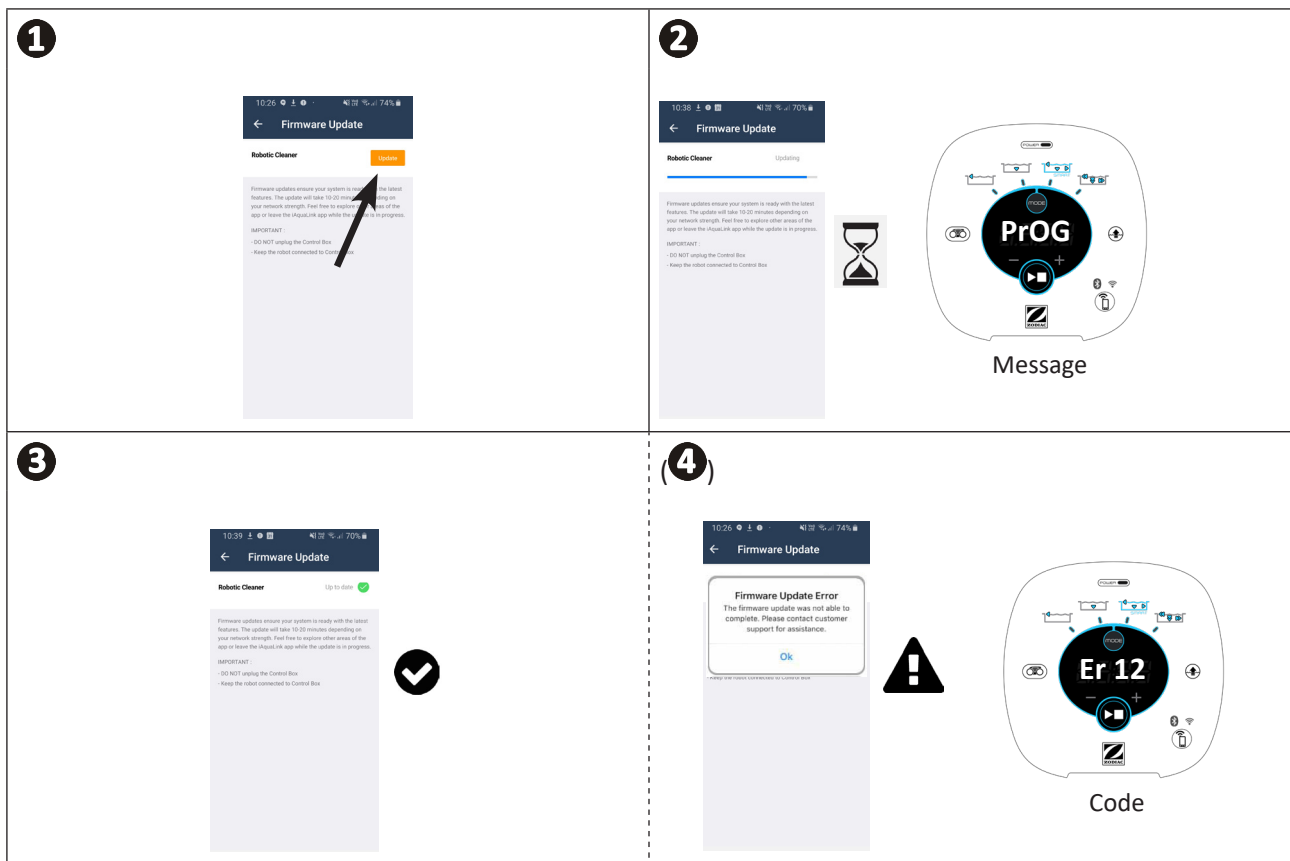 1
10:26 74%
← Firmware Update
Robotic Cleaner Update
Firmware updates ensure your system is ready with the latest
features. The update will take 10-20 minutes depending on
your network strength. Feel free to explore areas of the
app or leave the iAquaLink app while the update is in progress.
IMPORTANT :
- DO NOT unplug the Control Box
- Keep the robot connected to Control Box
2
10:38 70%
← Firmware Update
Robotic Cleaner Updating
Firmware updates ensure your system is ready with the latest
features. The update will take 10-20 minutes depending on
your network strength. Feel free to explore other areas of the
app or leave the iAquaLink app while the update is in progress.
IMPORTANT :
- DO NOT unplug the Control Box
- Keep the robot connected to Control Box
POWER
MODE
PrOG
− +
ZODIAC
Message
3
10:39 70%
← Firmware Update
Robotic Cleaner Up to date
Firmware updates ensure your system is ready with the latest
features. The update will take 10-20 minutes depending on
your network strength. Feel free to explore other areas of the
app or leave the iAquaLink app while the update is in progress.
IMPORTANT :
- DO NOT unplug the Control Box
- Keep the robot connected to Control Box
(4)
10:26 74%
← Firmware Update
Firmware Update Error
The firmware update was not able to
complete. Please contact customer
support for assistance.
Ok
- Keep the robot connected to Control Box
POWER
MODE
Er 12
− +
ZODIAC
Code